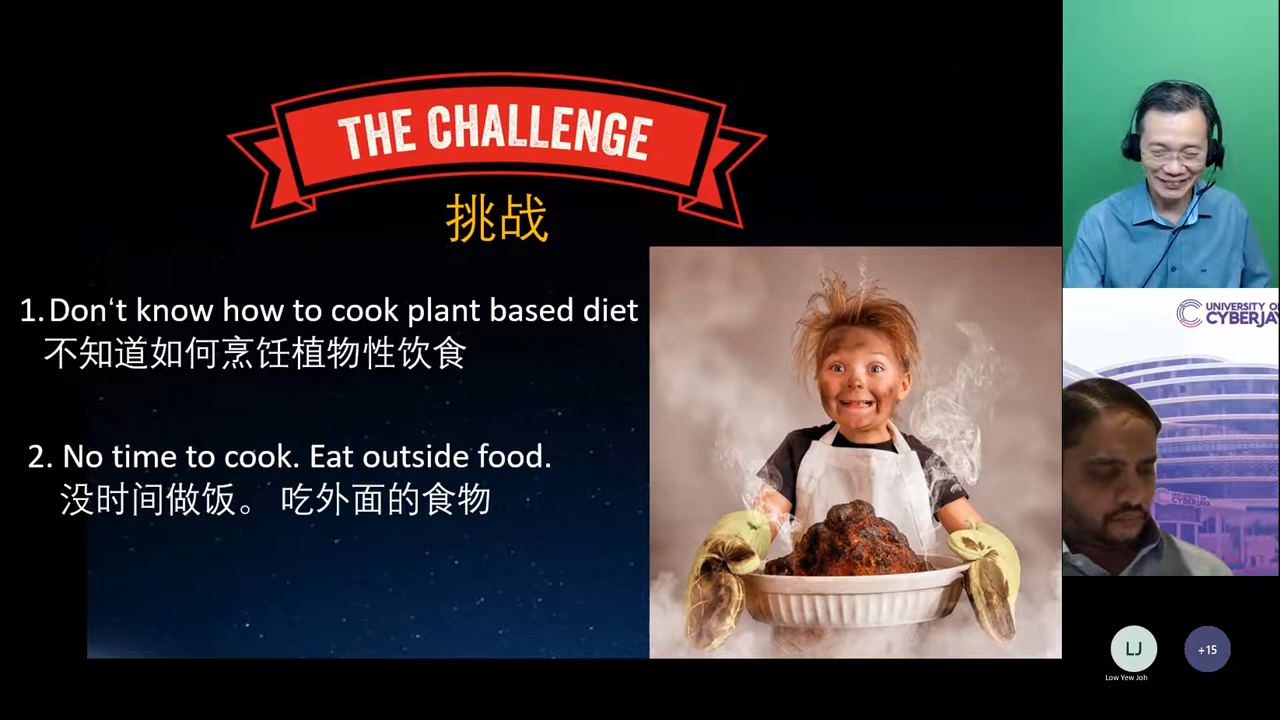 THE CHALLENGE
挑战
1. Don't know how to cook plant based diet
不知道如何烹饪植物性饮食
2. No time to cook. Eat outside food.
没时间做饭。 吃外面的食物
UNIVERSITY OF
CYBERJAY
LJ
+15
Low Yew Joh